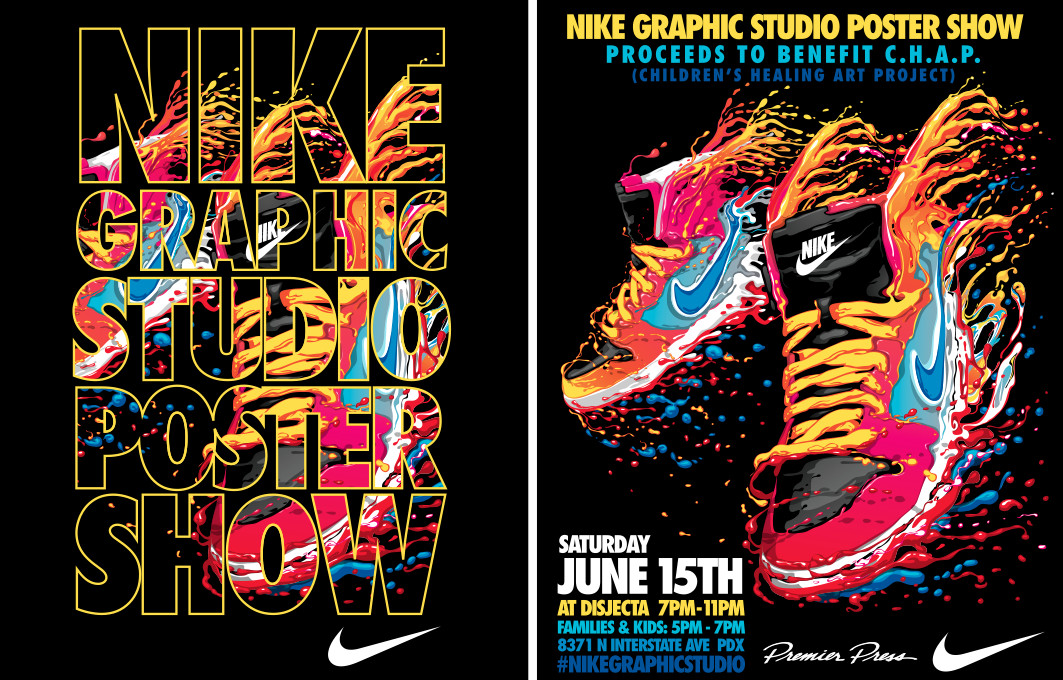 NIKE
GRAPHIC
STUDIO
POSTER
SHOW
NIKE
NIKE GRAPHIC STUDIO POSTER SHOW
PROCEEDS TO BENEFIT C.H.A.P.
(CHILDREN'S HEALING ART PROJECT)
NIKE
SATURDAY
JUNE 15TH
AT DISJECTA 7PM-11PM
FAMILIES & KIDS: 5PM - 7PM
8371 N INTERSTATE AVE PDX
#NIKEGRAPHICSTUDIO
Premier Press